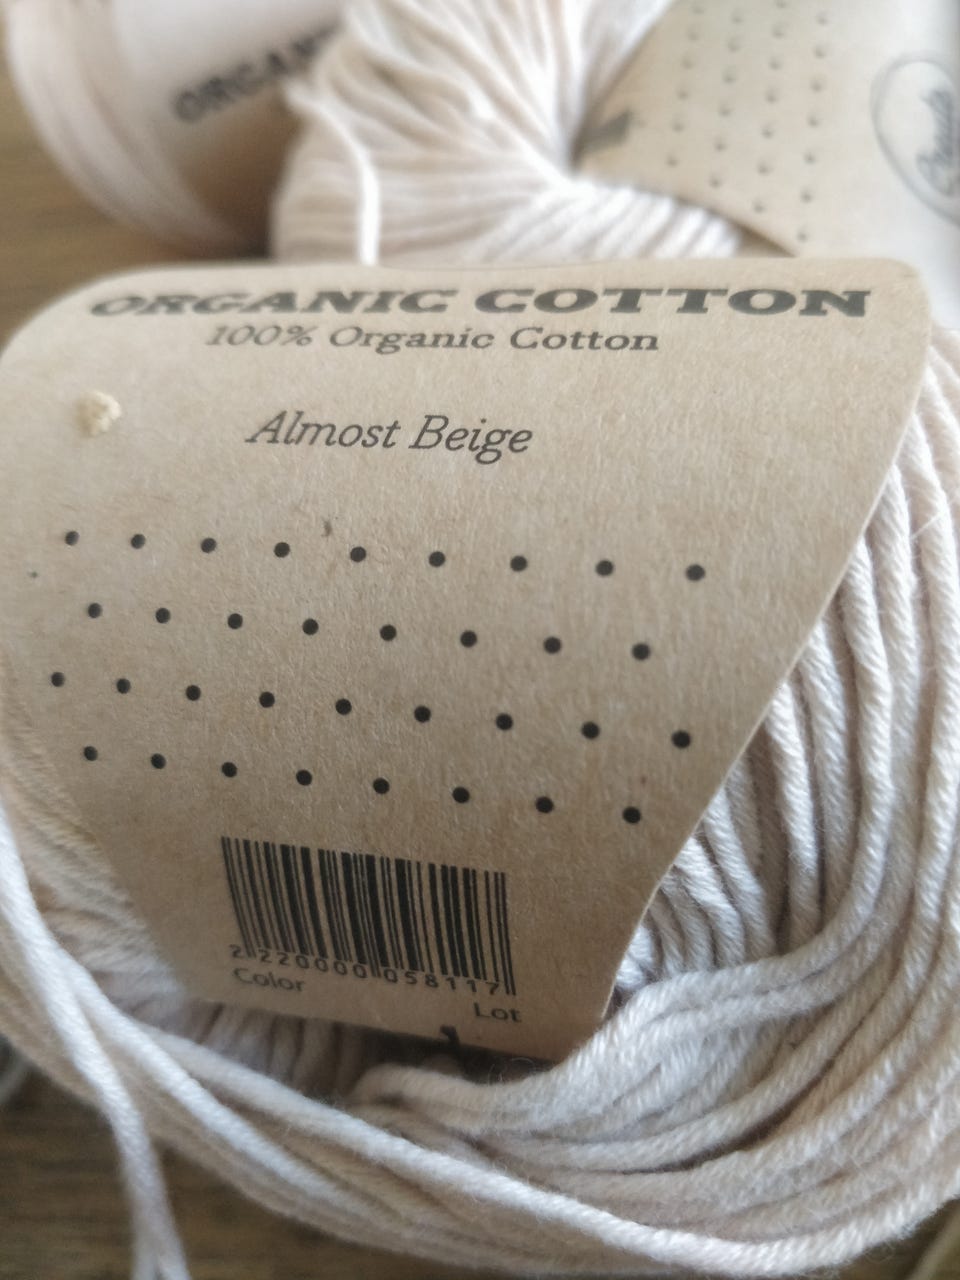 ORGANIC COTTON
100% Organic Cotton
Almost Beige
2 220000 058117
Color
Lot